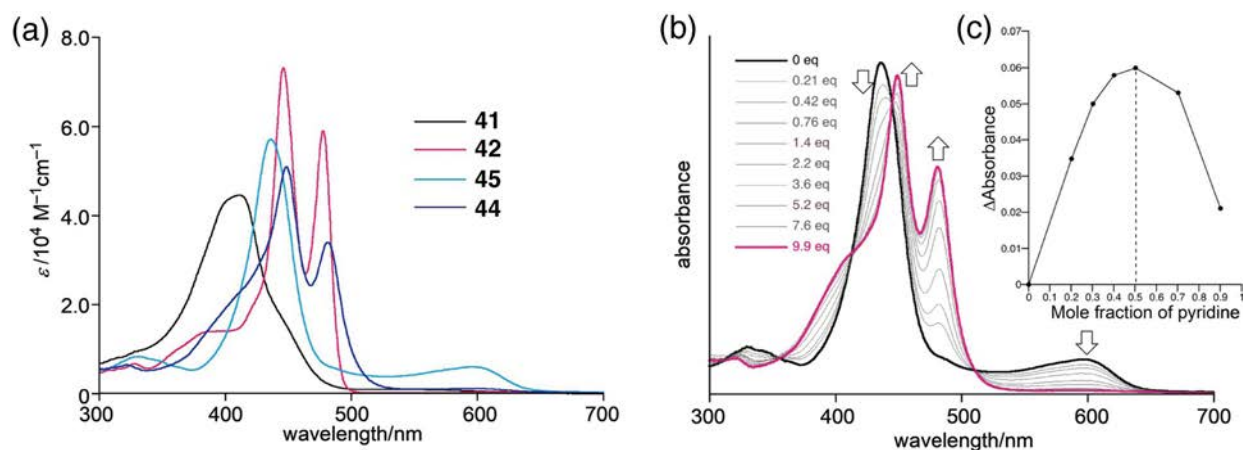 (a)
8.0
6.0
4.0
2.0
0.0
ε/10⁴ M⁻¹cm⁻¹
41
42
45
44
300 400 500 600 700
wavelength/nm
(b)
absorbance
0 eq
0.21 eq
0.42 eq
0.76 eq
1.4 eq
2.2 eq
3.6 eq
5.2 eq
7.6 eq
9.9 eq
300 400 500 600 700
wavelength/nm
(c)
0.07
0.06
0.05
0.04
0.03
0.02
0.01
0
ΔAbsorbance
0 0.1 0.2 0.3 0.4 0.5 0.6 0.7 0.8 0.9 1
Mole fraction of pyridine